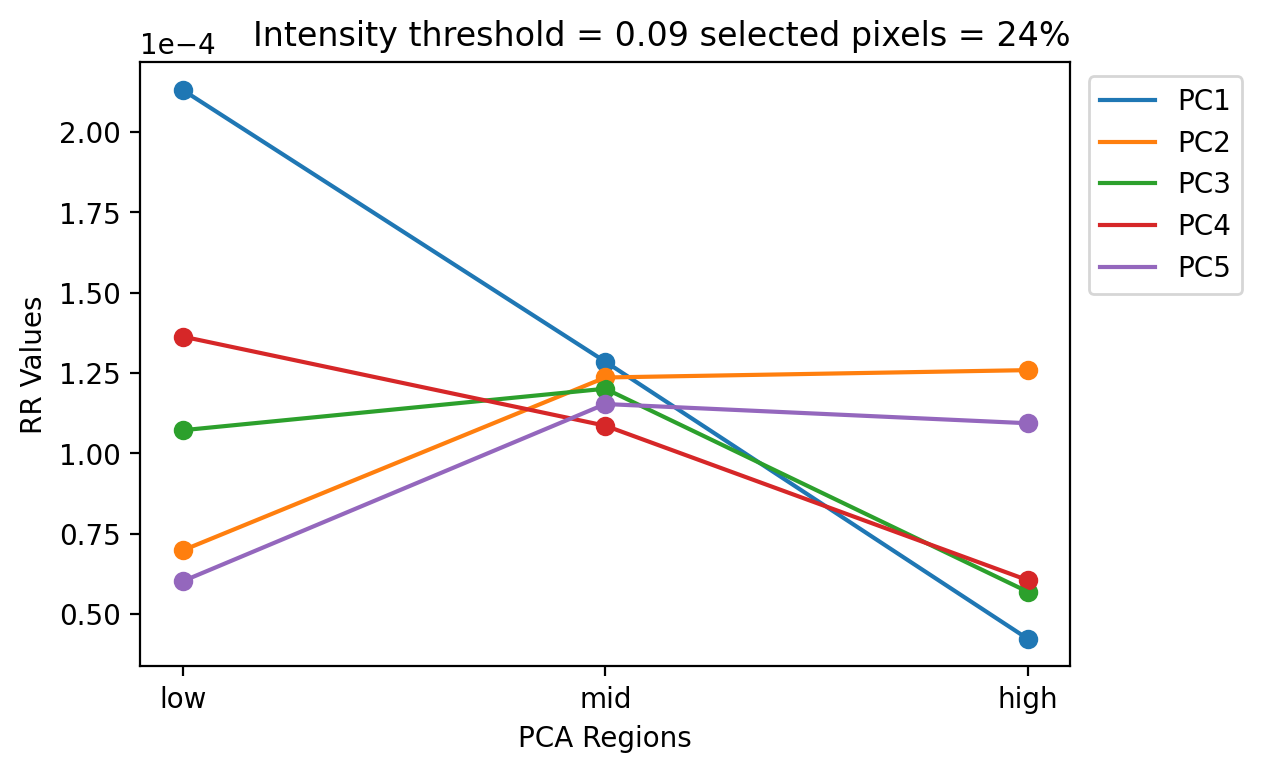 Intensity threshold = 0.09 selected pixels = 24%
1e−4
2.00
1.75
1.50
1.25
1.00
0.75
0.50
RR Values
low
mid
high
PCA Regions
PC1
PC2
PC3
PC4
PC5